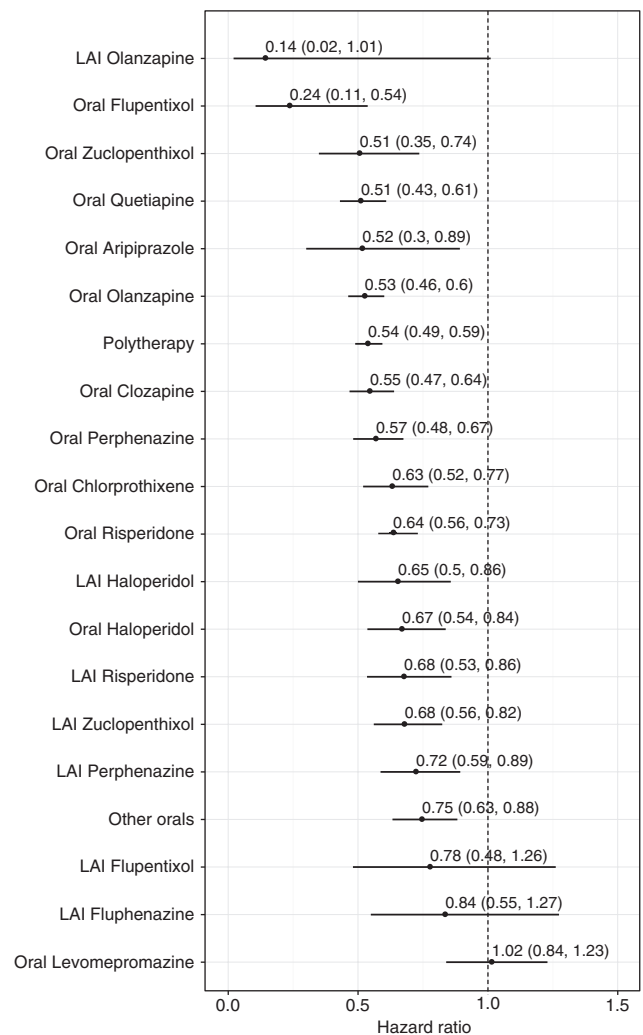 LAI Olanzapine 0.14 (0.02, 1.01)
Oral Flupentixol 0.24 (0.11, 0.54)
Oral Zuclopenthixol 0.51 (0.35, 0.74)
Oral Quetiapine 0.51 (0.43, 0.61)
Oral Aripiprazole 0.52 (0.3, 0.89)
Oral Olanzapine 0.53 (0.46, 0.6)
Polytherapy 0.54 (0.49, 0.59)
Oral Clozapine 0.55 (0.47, 0.64)
Oral Perphenazine 0.57 (0.48, 0.67)
Oral Chlorprothixene 0.63 (0.52, 0.77)
Oral Risperidone 0.64 (0.56, 0.73)
LAI Haloperidol 0.65 (0.5, 0.86)
Oral Haloperidol 0.67 (0.54, 0.84)
LAI Risperidone 0.68 (0.53, 0.86)
LAI Zuclopenthixol 0.68 (0.56, 0.82)
LAI Perphenazine 0.72 (0.59, 0.89)
Other orals 0.75 (0.63, 0.88)
LAI Flupentixol 0.78 (0.48, 1.26)
LAI Fluphenazine 0.84 (0.55, 1.27)
Oral Levomepromazine 1.02 (0.84, 1.23)
0.0 0.5 1.0 1.5
Hazard ratio